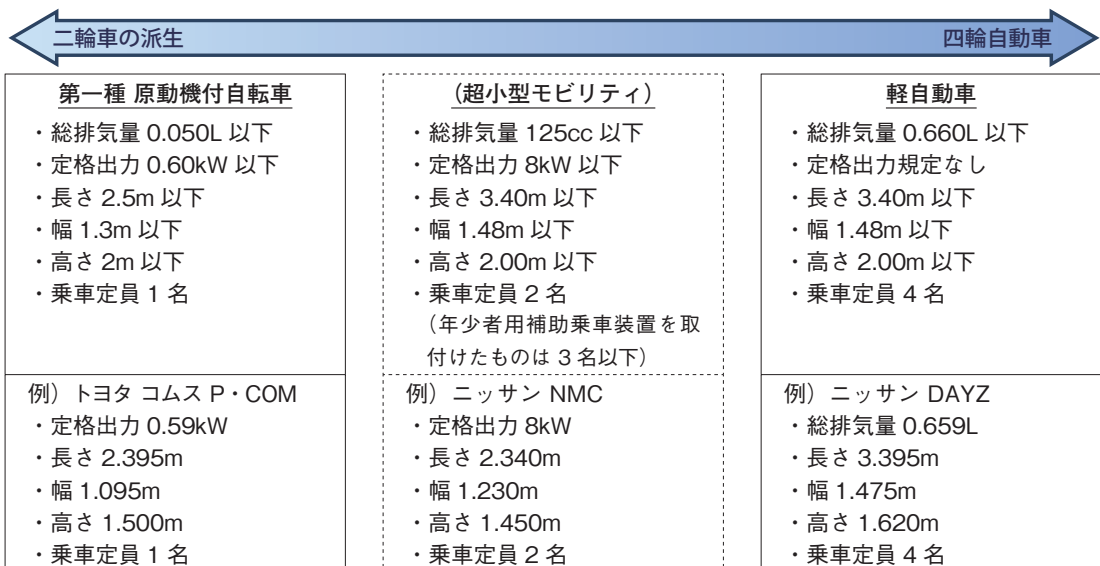 二輪車の派生
四輪自動車
第一種 原動機付自転車
・総排気量 0.050L 以下
・定格出力 0.60kW 以下
・長さ 2.5m 以下
・幅 1.3m 以下
・高さ 2m 以下
・乗車定員 1 名
例）トヨタ コムス P・COM
・定格出力 0.59kW
・長さ 2.395m
・幅 1.095m
・高さ 1.500m
・乗車定員 1 名
(超小型モビリティ)
・総排気量 125cc 以下
・定格出力 8kW 以下
・長さ 3.40m 以下
・幅 1.48m 以下
・高さ 2.00m 以下
・乗車定員 2 名
（年少者用補助乗車装置を取
付けたものは 3 名以下）
例）ニッサン NMC
・定格出力 8kW
・長さ 2.340m
・幅 1.230m
・高さ 1.450m
・乗車定員 2 名
軽自動車
・総排気量 0.660L 以下
・定格出力規定なし
・長さ 3.40m 以下
・幅 1.48m 以下
・高さ 2.00m 以下
・乗車定員 4 名
例）ニッサン DAYZ
・総排気量 0.659L
・長さ 3.395m
・幅 1.475m
・高さ 1.620m
・乗車定員 4 名